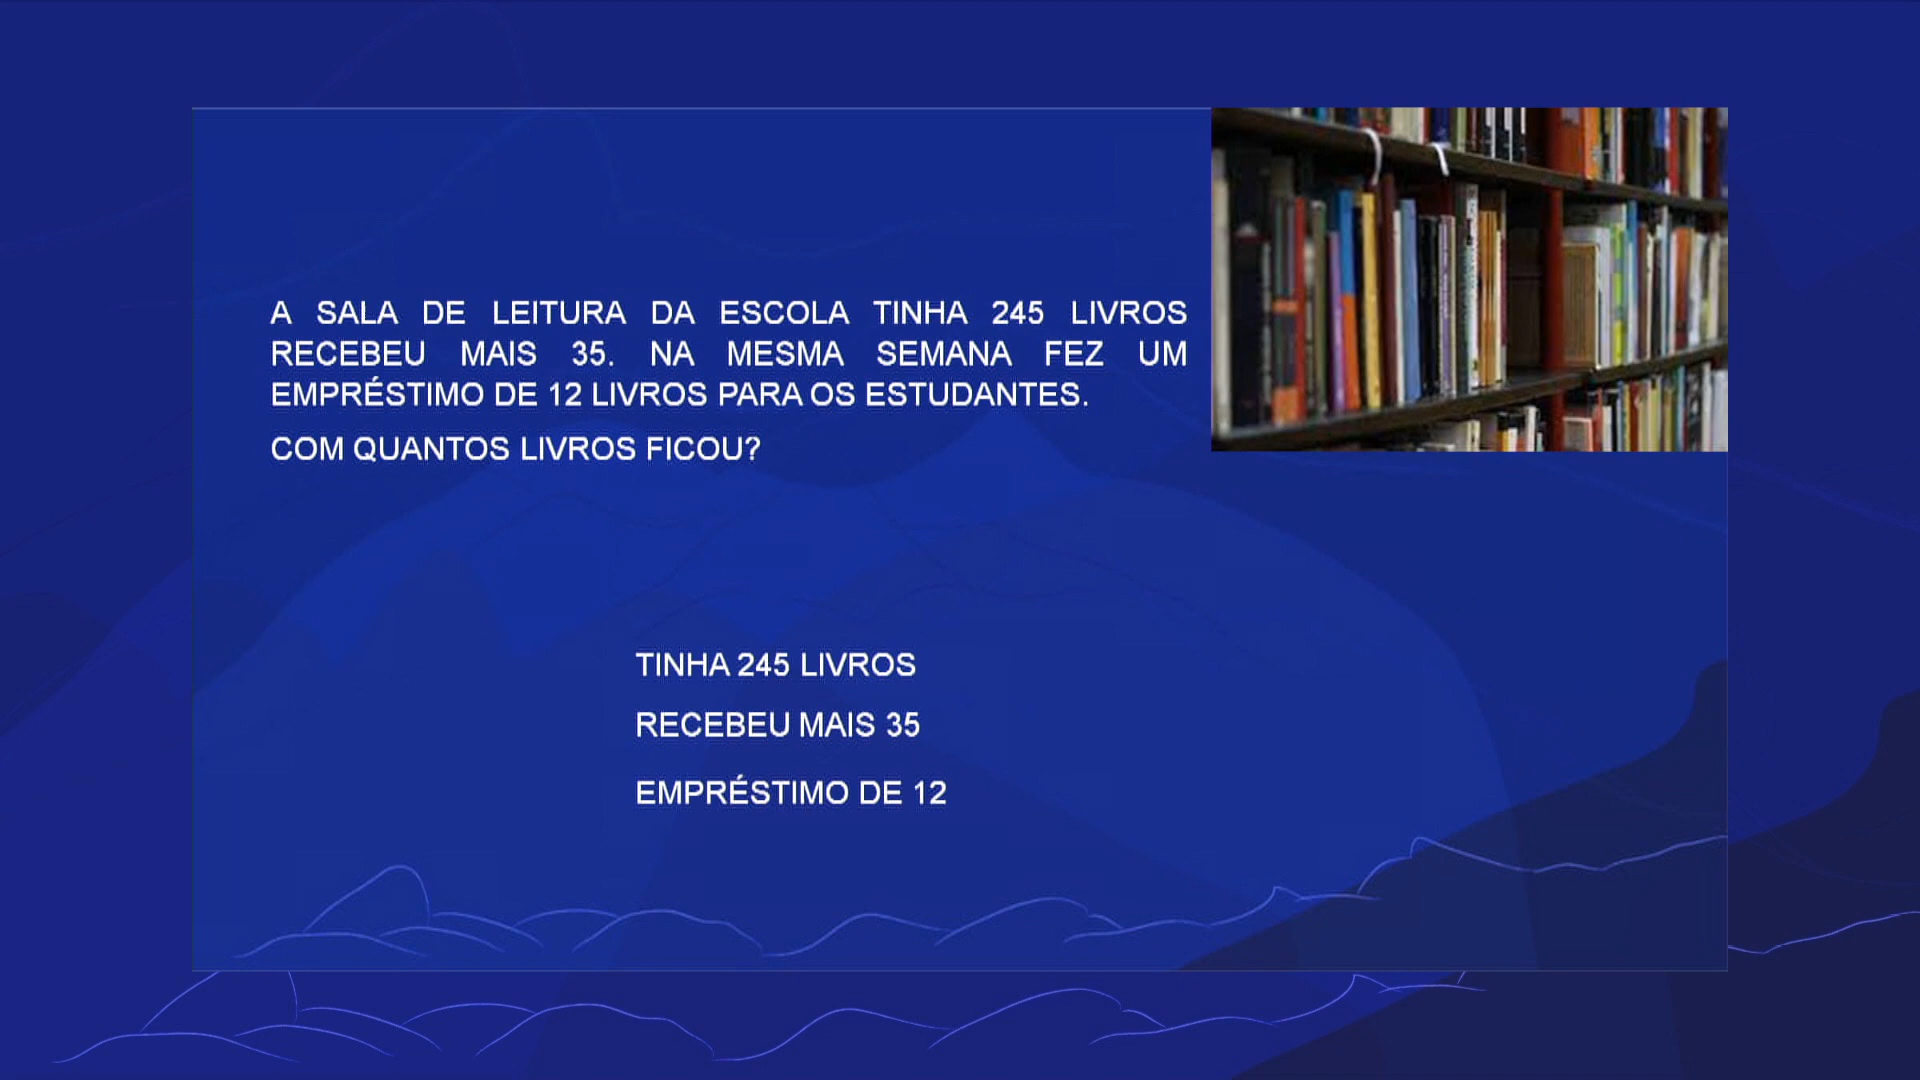 A SALA DE LEITURA DA ESCOLA TINHA 245 LIVROS
RECEBEU MAIS 35. NA MESMA SEMANA FEZ UM
EMPRÉSTIMO DE 12 LIVROS PARA OS ESTUDANTES.
COM QUANTOS LIVROS FICOU?
TINHA 245 LIVROS
RECEBEU MAIS 35
EMPRÉSTIMO DE 12